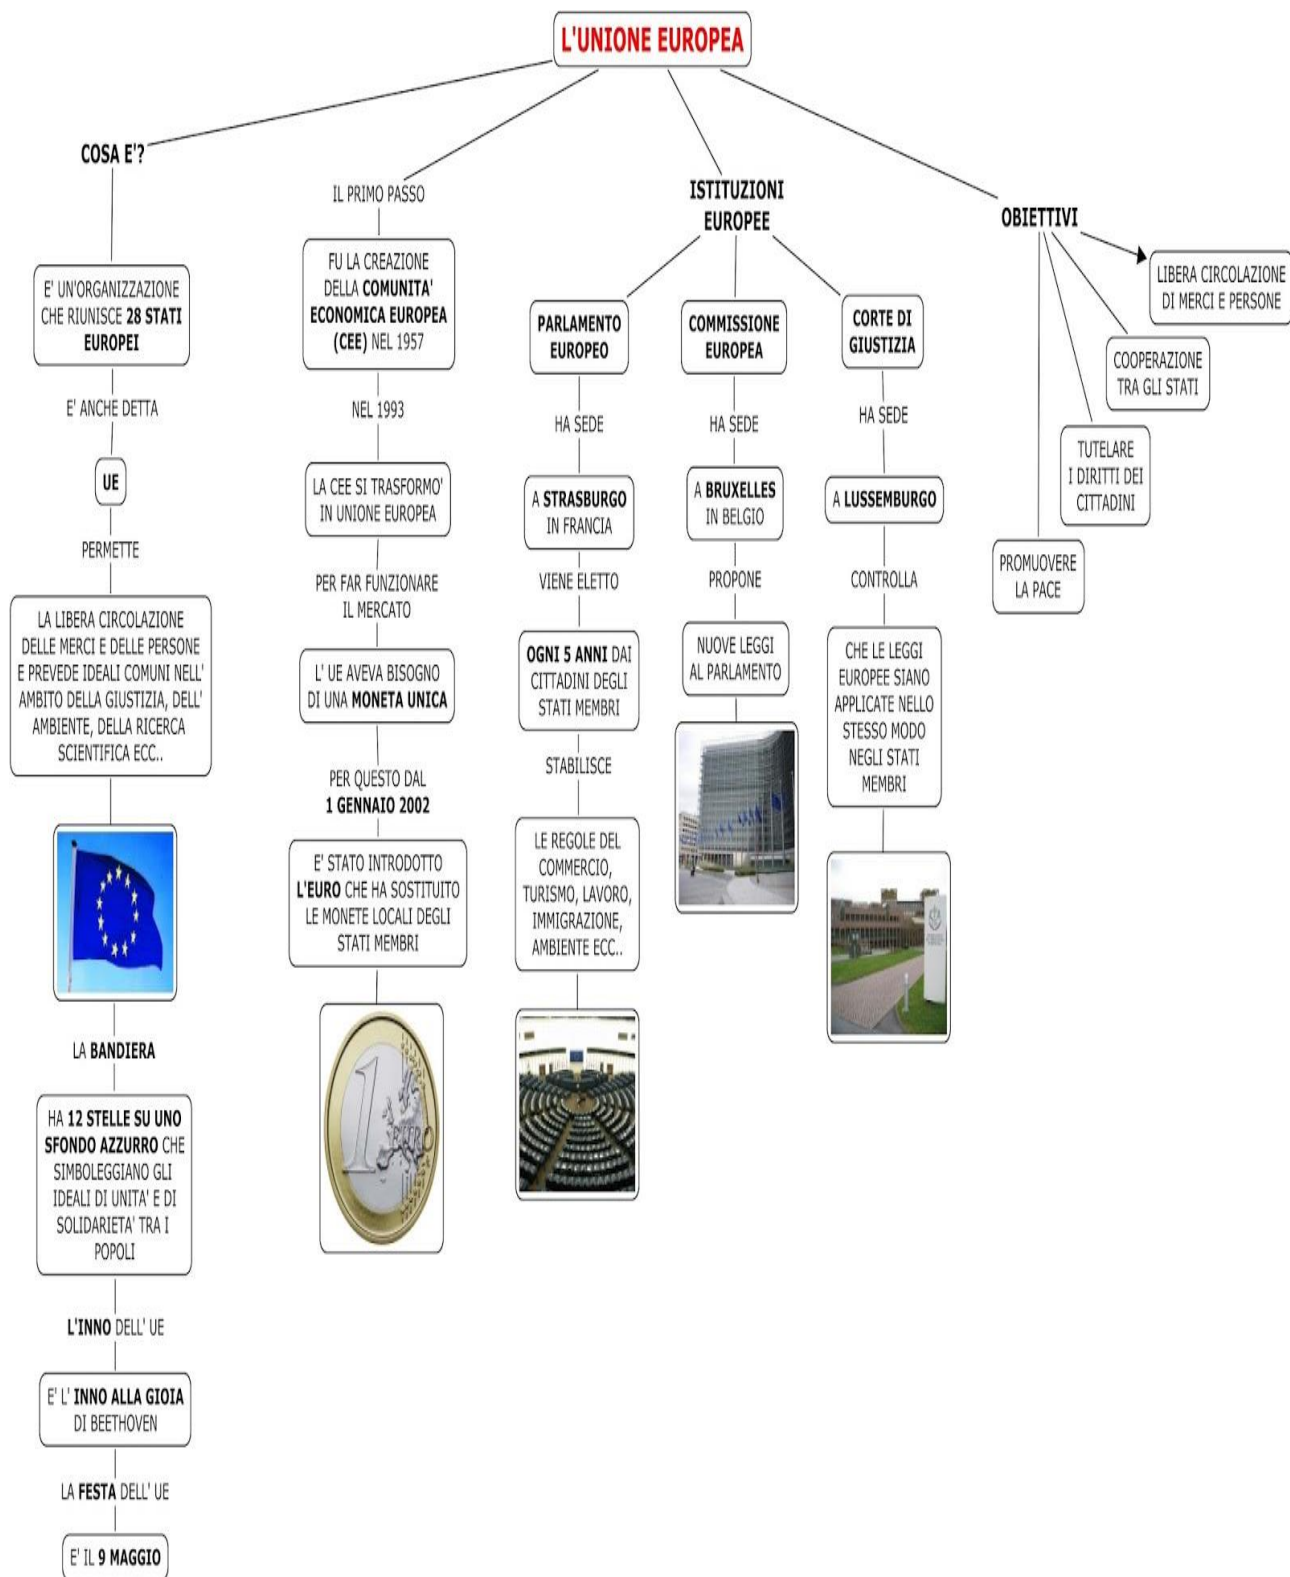 L'UNIONE EUROPEA
COSA E'?
E' UN'ORGANIZZAZIONE
CHE RIUNISCE 28 STATI
EUROPEI
E' ANCHE DETTA
UE
PERMETTE
LA LIBERA CIRCOLAZIONE
DELLE MERCI E DELLE PERSONE
E PREVEDE IDEALI COMUNI NELL'
AMBITO DELLA GIUSTIZIA, DELL'
AMBIENTE, DELLA RICERCA
SCIENTIFICA ECC..
LA BANDIERA
HA 12 STELLE SU UNO
SFONDO AZZURRO CHE
SIMBOLEGGIANO GLI
IDEALI DI UNITA' E DI
SOLIDARIETA' TRA I
POPOLI
L'INNO DELL' UE
E' L' INNO ALLA GIOIA
DI BEETHOVEN
LA FESTA DELL' UE
E' IL 9 MAGGIO
IL PRIMO PASSO
FU LA CREAZIONE
DELLA COMUNITA'
ECONOMICA EUROPEA
(CEE) NEL 1957
NEL 1993
LA CEE SI TRASFORMO'
IN UNIONE EUROPEA
PER FAR FUNZIONARE
IL MERCATO
L' UE AVEVA BISOGNO
DI UNA MONETA UNICA
PER QUESTO DAL
1 GENNAIO 2002
E' STATO INTRODOTTO
L'EURO CHE HA SOSTITUITO
LE MONETE LOCALI DEGLI
STATI MEMBRI
1
EURO
ISTITUZIONI
EUROPEE
PARLAMENTO
EUROPEO
HA SEDE
A STRASBURGO
IN FRANCIA
VIENE ELETTO
OGNI 5 ANNI DAI
CITTADINI DEGLI
STATI MEMBRI
STABILISCE
LE REGOLE DEL
COMMERCIO,
TURISMO, LAVORO,
IMMIGRAZIONE,
AMBIENTE ECC..
COMMISSIONE
EUROPEA
HA SEDE
A BRUXELLES
IN BELGIO
PROPONE
NUOVE LEGGI
AL PARLAMENTO
CORTE DI
GIUSTIZIA
HA SEDE
A LUSSEMBURGO
CONTROLLA
CHE LE LEGGI
EUROPEE SIANO
APPLICATE NELLO
STESSO MODO
NEGLI STATI
MEMBRI
OBIETTIVI
LIBERA CIRCOLAZIONE
DI MERCI E PERSONE
COOPERAZIONE
TRA GLI STATI
TUTELARE
I DIRITTI DEI
CITTADINI
PROMUOVERE
LA PACE